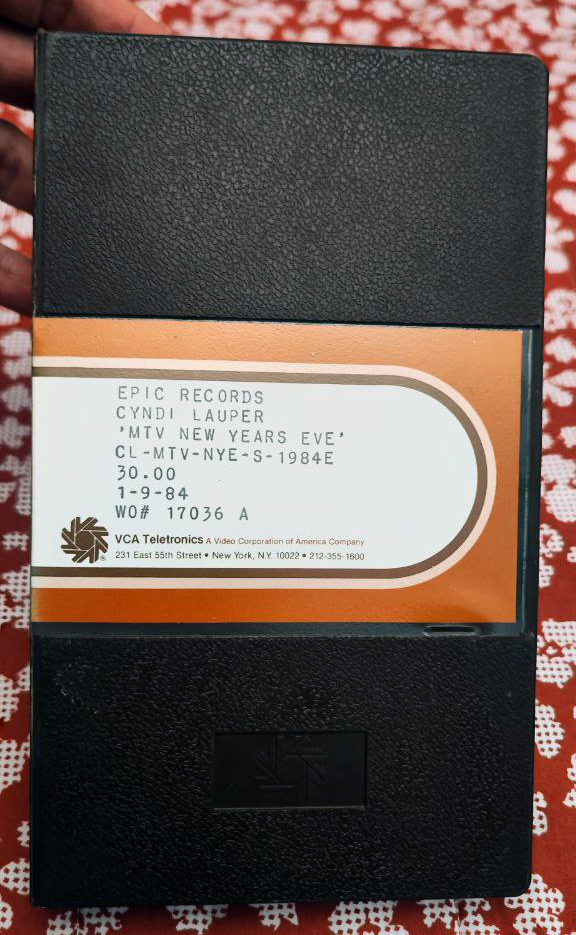 EPIC RECORDS
CYNDI LAUPER
'MTV NEW YEARS EVE'
CL-MTV-NYE-S-1984E
30.00
1-9-84
WO# 17036 A
VCA Teletronics A Video Corporation of America Company
231 East 55th Street • New York, N.Y. 10022 • 212-355-1600